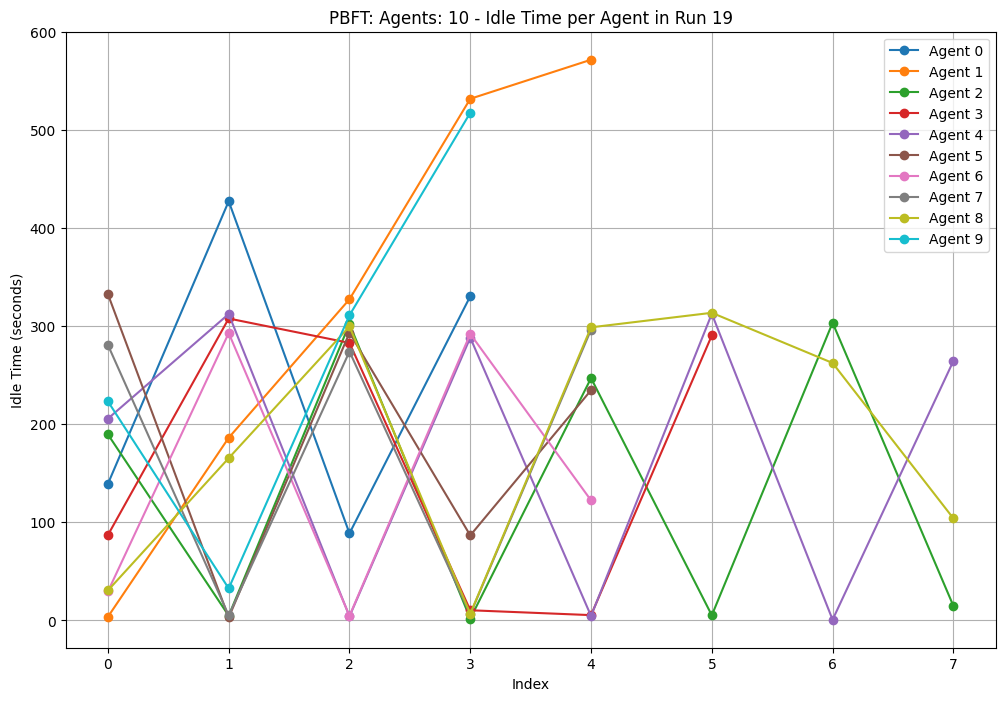 PBFT: Agents: 10 - Idle Time per Agent in Run 19
Idle Time (seconds)
600
500
400
300
200
100
0
0 1 2 3 4 5 6 7
Index
Agent 0
Agent 1
Agent 2
Agent 3
Agent 4
Agent 5
Agent 6
Agent 7
Agent 8
Agent 9